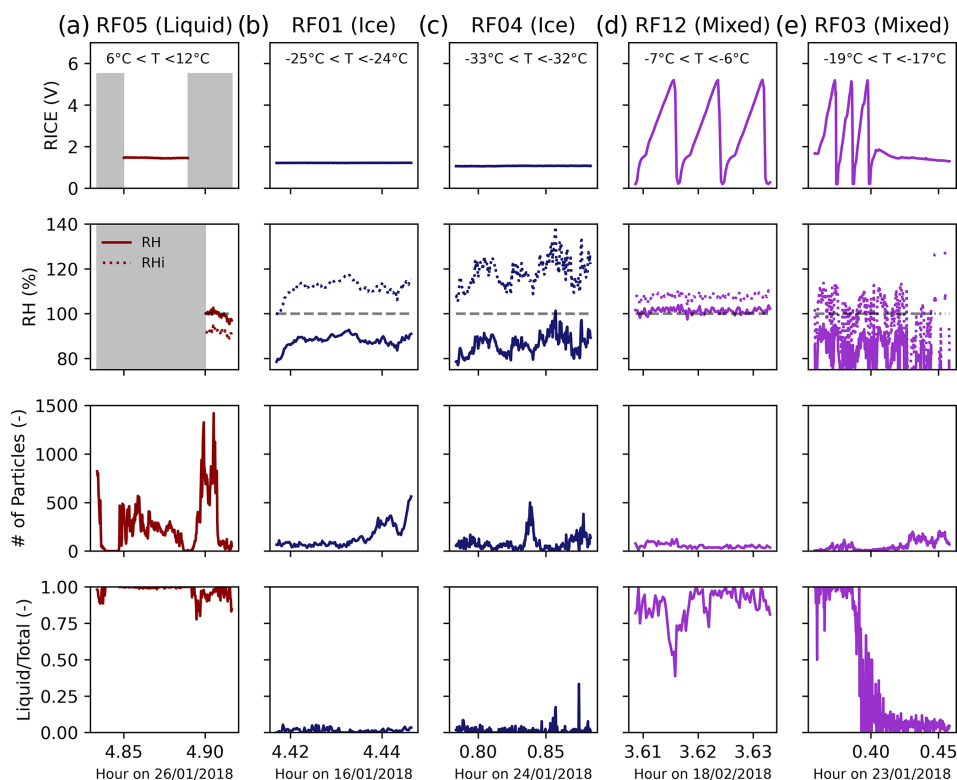 (a) RF05 (Liquid) (b) RF01 (Ice) (c) RF04 (Ice) (d) RF12 (Mixed) (e) RF03 (Mixed)
6°C < T <12°C -25°C < T <-24°C -33°C < T <-32°C -7°C < T <-6°C -19°C < T <-17°C
RICE (V)
6
4
2
0
RH (%)
140
120
100
80
RH
RHi
# of Particles (-)
1500
1000
500
0
Liquid/Total (-)
1.00
0.75
0.50
0.25
0.00
4.85 4.90 4.42 4.44 0.80 0.85 3.61 3.62 3.63 0.40 0.45
Hour on 26/01/2018 Hour on 16/01/2018 Hour on 24/01/2018 Hour on 18/02/2018 Hour on 23/01/2018